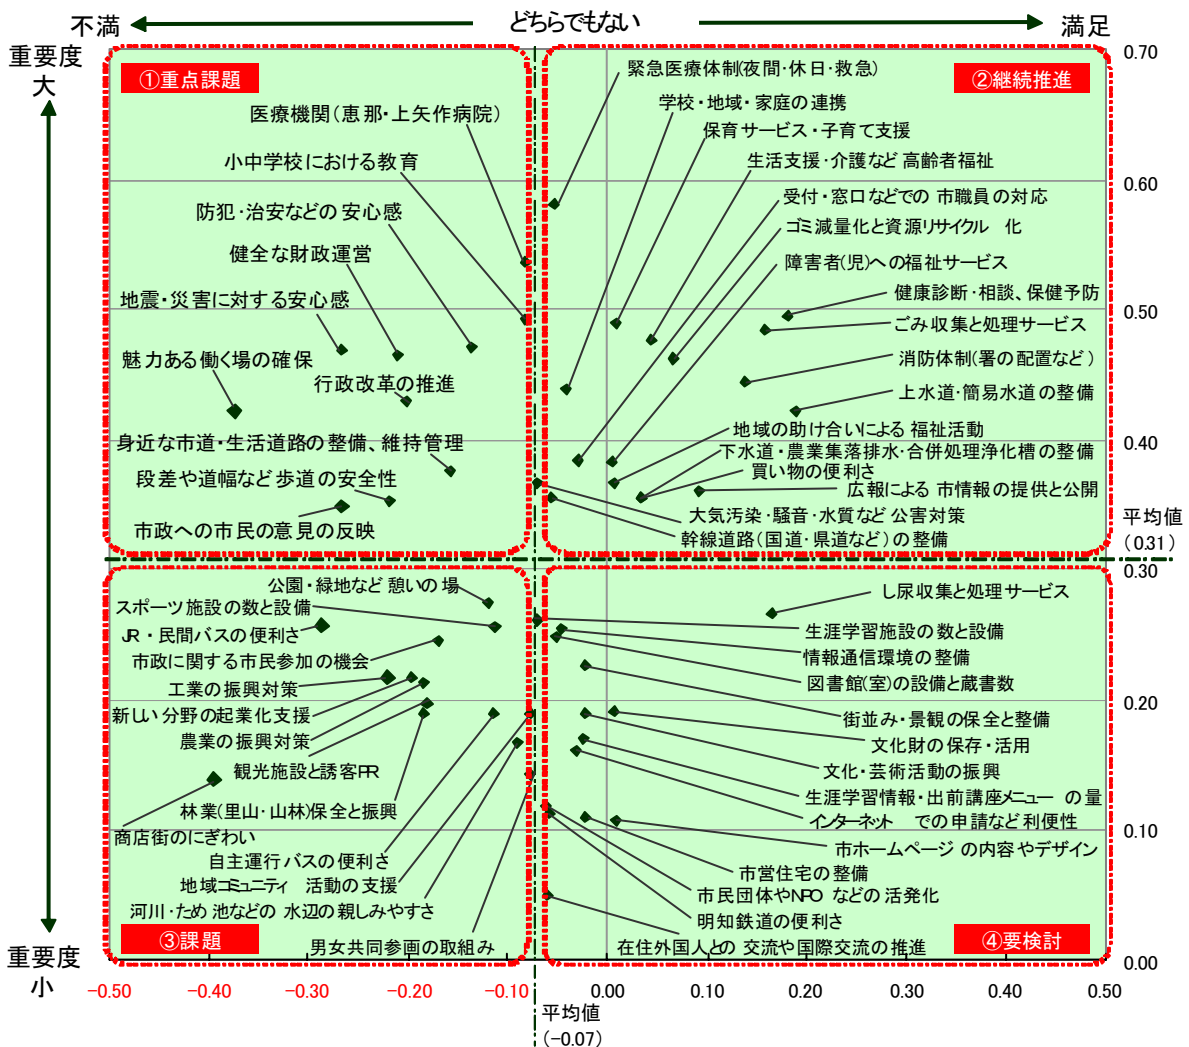 不満
どちらでもない
満足
重要度
大
0.70
①重点課題
②継続推進
緊急医療体制(夜間・休日・救急)
医療機関(恵那・上矢作病院)
学校・地域・家庭の連携
保育サービス・子育て支援
小中学校における教育
生活支援・介護など高齢者福祉
0.60
防犯・治安などの安心感
受付・窓口などでの市職員の対応
ゴミ減量化と資源リサイクル 化
健全な財政運営
障害者(児)への福祉サービス
地震・災害に対する安心感
健康診断・相談、保健予防
0.50
ごみ収集と処理サービス
魅力ある働く場の確保
消防体制(署の配置など)
行政改革の推進
上水道・簡易水道の整備
地域の助け合いによる福祉活動
身近な市道・生活道路の整備、維持管理
0.40
下水道・農業集落排水・合併処理浄化槽の整備
買い物の便利さ
段差や道幅など歩道の安全性
広報による市情報の提供と公開
大気汚染・騒音・水質など公害対策
平均値
(0.31)
市政への市民の意見の反映
幹線道路(国道・県道など)の整備
0.30
公園・緑地など憩いの場
し尿収集と処理サービス
スポーツ施設の数と設備
JR・民間バスの便利さ
生涯学習施設の数と設備
市政に関する市民参加の機会
情報通信環境の整備
工業の振興対策
図書館(室)の設備と蔵書数
0.20
新しい分野の起業化支援
街並み・景観の保全と整備
農業の振興対策
文化財の保存・活用
観光施設と誘客PR
文化・芸術活動の振興
林業(里山・山林)保全と振興
生涯学習情報・出前講座メニューの量
インターネット での申請など利便性
0.10
商店街のにぎわい
市ホームページの内容やデザイン
自主運行バスの便利さ
市営住宅の整備
地域コミュニティ 活動の支援
市民団体やNPOなどの活発化
河川・ため池などの水辺の親しみやすさ
明知鉄道の便利さ
③課題
男女共同参画の取組み
在住外国人との交流や国際交流の推進
④要検討
重要度
小
0.00
-0.50
-0.40
-0.30
-0.20
-0.10
0.00
0.10
0.20
0.30
0.40
0.50
平均値
(-0.07)